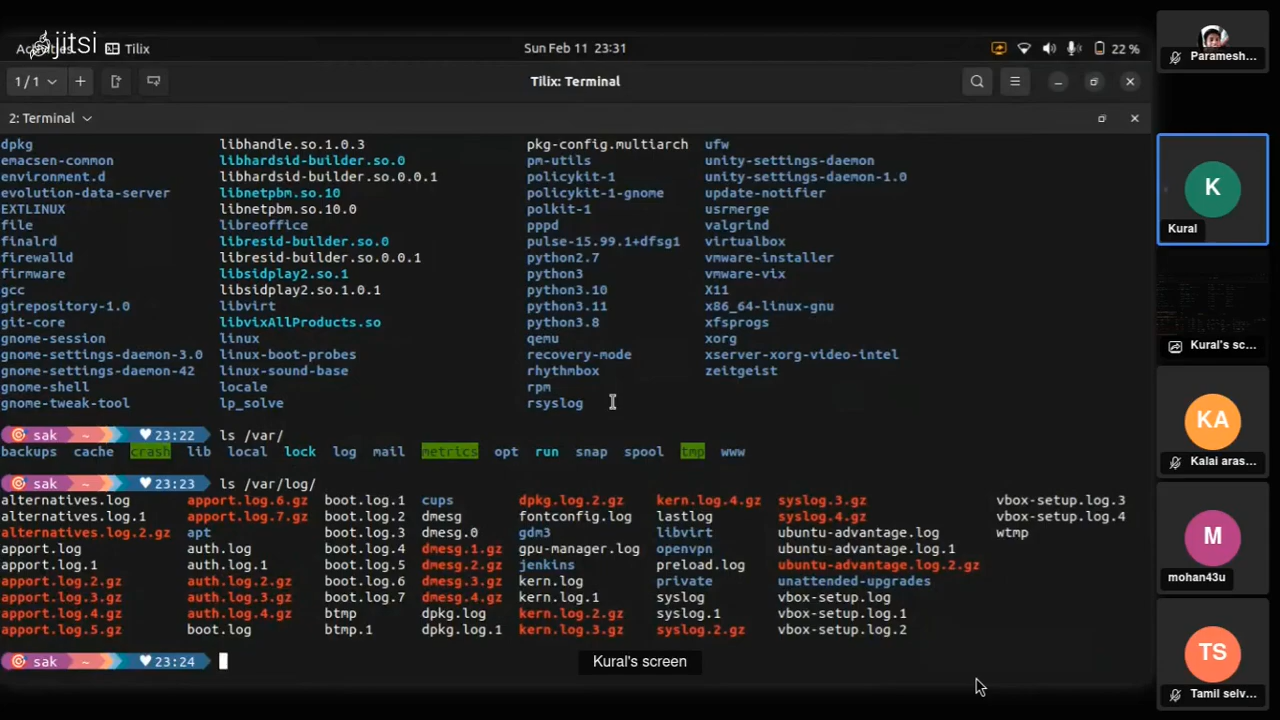 jitsi
Tilix
Sun Feb 11 23:31
22 %
1 / 1
Tilix: Terminal
2: Terminal
dpkg libhandle.so.1.0.3 pkg-config.multiarch ufw
emacsen-common libhardsid-builder.so.0 pm-utils unity-settings-daemon
environment.d libhardsid-builder.so.0.0.1 policykit-1 unity-settings-daemon-1.0
evolution-data-server libnetpbm.so.10 policykit-1-gnome update-notifier
EXTLINUX libnetpbm.so.10.0 polkit-1 usrmerge
file libreoffice pppd valgrind
finalrd libresid-builder.so.0 pulse-15.99.1+dfsg1 virtualbox
firewalld libresid-builder.so.0.0.1 python2.7 vmware-installer
firmware libsidplay2.so.1 python3 vmware-vix
gcc libsidplay2.so.1.0.1 python3.10 X11
girepository-1.0 libvirt python3.11 x86_64-linux-gnu
git-core libvixAllProducts.so python3.8 xfsprogs
gnome-session linux qemu xorg
gnome-settings-daemon-3.0 linux-boot-probes recovery-mode xserver-xorg-video-intel
gnome-settings-daemon-42 linux-sound-base rhythmbox zeitgeist
gnome-shell locale rpm
gnome-tweak-tool lp_solve rsyslog
sak ~ ♥23:22 ls /var/
backups cache crash lib local lock log mail metrics opt run snap spool tmp www
sak ~ ♥23:23 ls /var/log/
alternatives.log apport.log.6.gz boot.log.1 cups dpkg.log.2.gz kern.log.4.gz syslog.3.gz vbox-setup.log.3
alternatives.log.1 apport.log.7.gz boot.log.2 dmesg fontconfig.log lastlog syslog.4.gz vbox-setup.log.4
alternatives.log.2.gz apt boot.log.3 dmesg.0 gdm3 libvirt ubuntu-advantage.log wtmp
apport.log auth.log boot.log.4 dmesg.1.gz gpu-manager.log openvpn ubuntu-advantage.log.1
apport.log.1 auth.log.1 boot.log.5 dmesg.2.gz jenkins preload.log ubuntu-advantage.log.2.gz
apport.log.2.gz auth.log.2.gz boot.log.6 dmesg.3.gz kern.log private unattended-upgrades
apport.log.3.gz auth.log.3.gz boot.log.7 dmesg.4.gz kern.log.1 syslog vbox-setup.log
apport.log.4.gz auth.log.4.gz btmp dpkg.log kern.log.2.gz syslog.1 vbox-setup.log.1
apport.log.5.gz boot.log btmp.1 dpkg.log.1 kern.log.3.gz syslog.2.gz vbox-setup.log.2
sak ~ ♥23:24
Kural's screen
Paramesh...
K
Kural
Kural's sc...
KA
Kalai aras...
M
mohan43u
TS
Tamil selv...